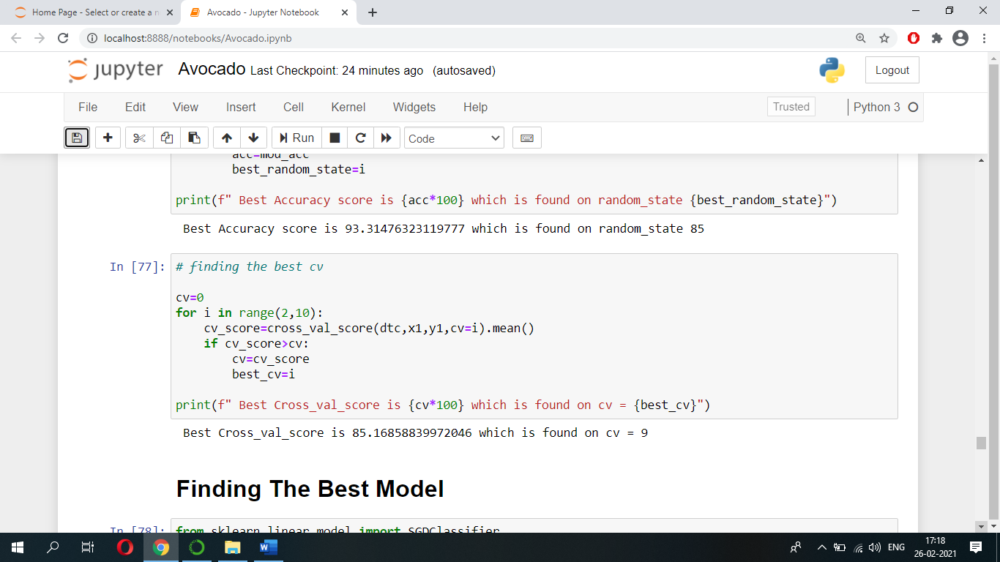 Home Page - Select or create a n
Avocado - Jupyter Notebook
localhost:8888/notebooks/Avocado.ipynb
jupyter Avocado Last Checkpoint: 24 minutes ago (autosaved)
Logout
File Edit View Insert Cell Kernel Widgets Help
Trusted
Python 3
Run
Code
acc=mod_acc
best_random_state=i
print(f" Best Accuracy score is {acc*100} which is found on random_state {best_random_state}")
Best Accuracy score is 93.31476323119777 which is found on random_state 85
In [77]:
# finding the best cv
cv=0
for i in range(2,10):
cv_score=cross_val_score(dtc,x1,y1,cv=i).mean()
if cv_score>cv:
cv=cv_score
best_cv=i
print(f" Best Cross_val_score is {cv*100} which is found on cv = {best_cv}")
Best Cross_val_score is 85.16858839972046 which is found on cv = 9
Finding The Best Model
In [78]:
from sklearn.linear_model import SGDClassifier
ENG
17:18
26-02-2021